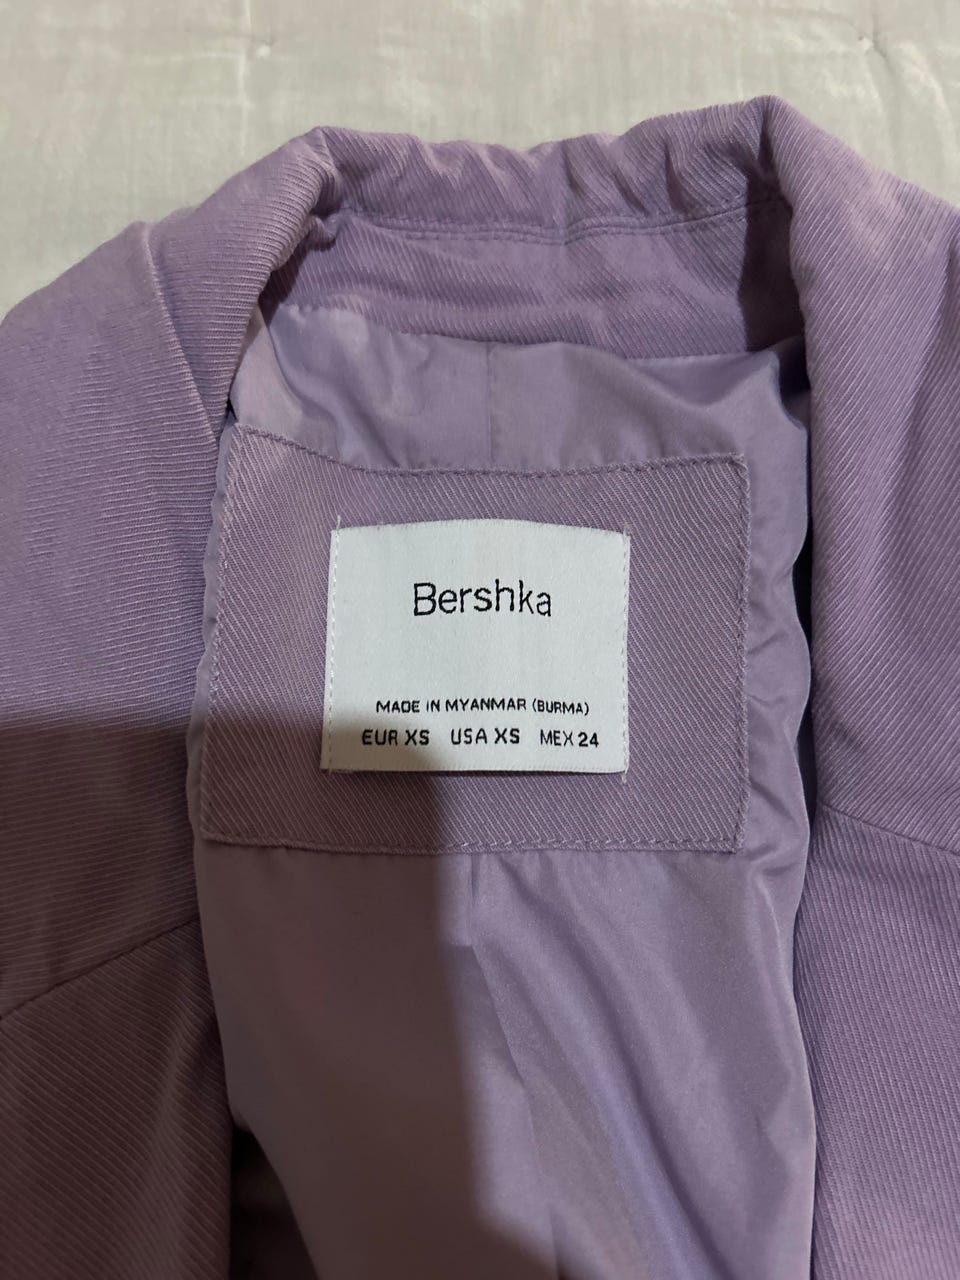 Bershka
MADE IN MYANMAR (BURMA)
EUR XS USA XS MEX 24